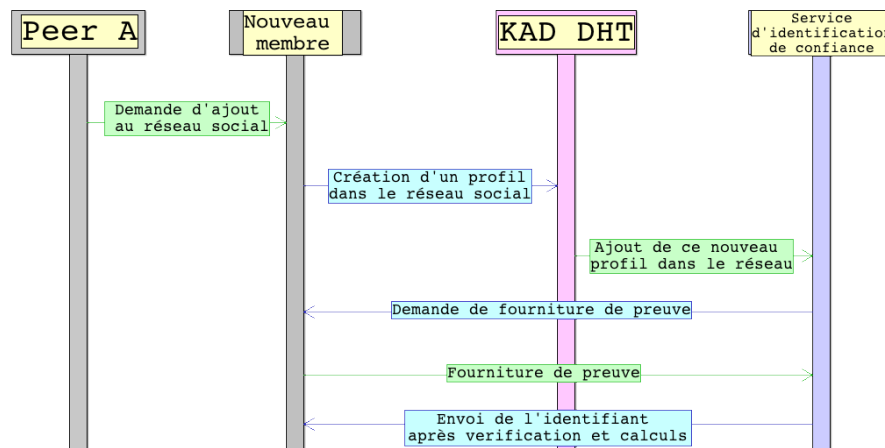 Peer A
Nouveau
membre
KAD DHT
Service
d'identification
de confiance
Demande d'ajout
au réseau social
Création d'un profil
dans le réseau social
Ajout de ce nouveau
profil dans le réseau
Demande de fourniture de preuve
Fourniture de preuve
Envoi de l'identifiant
après verification et calculs